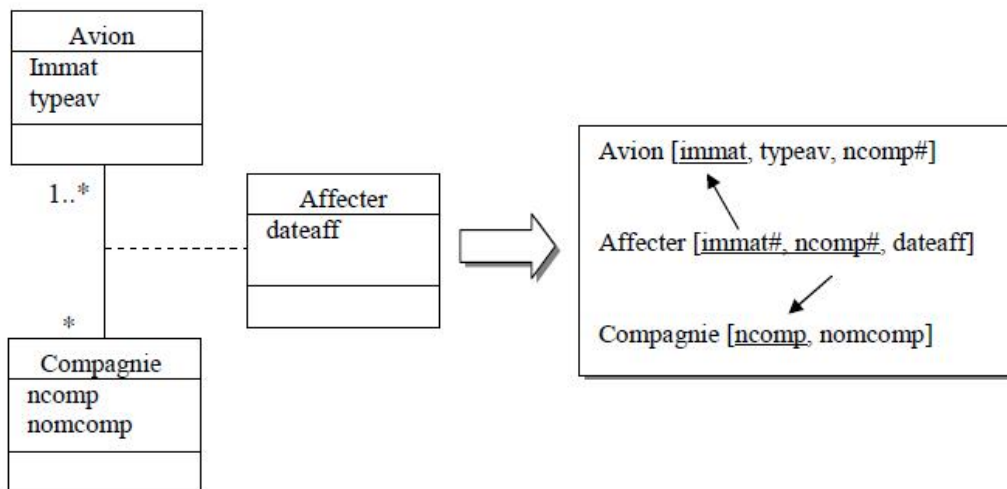 Avion
Immat
typeav
1..*
Affecter
dateaff
*
Compagnie
ncomp
nomcomp
Avion [immat, typeav, ncomp#]
Affecter [immat#, ncomp#, dateaff]
Compagnie [ncomp, nomcomp]